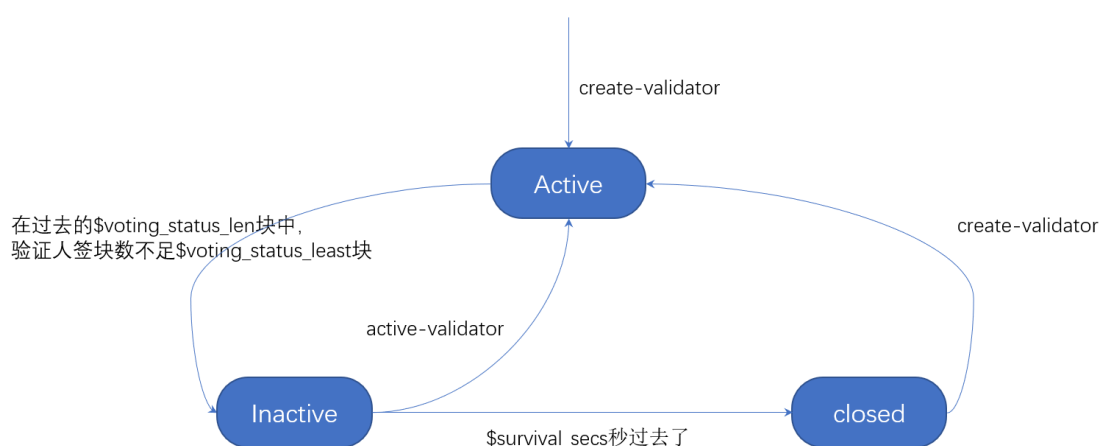 create-validator
Active
在过去的$voting_status_len块中,
验证人签块数不足$voting_status_least块
create-validator
active-validator
Inactive
closed
$survival_secs秒过去了